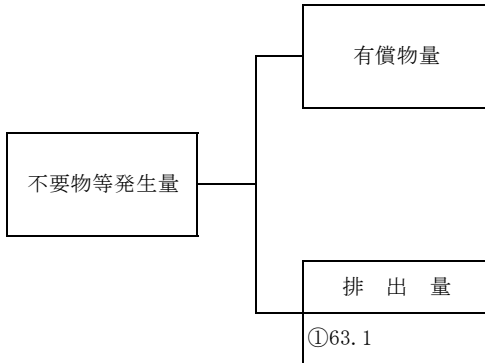 有償物量
不要物等発生量
排 出 量
①63.1